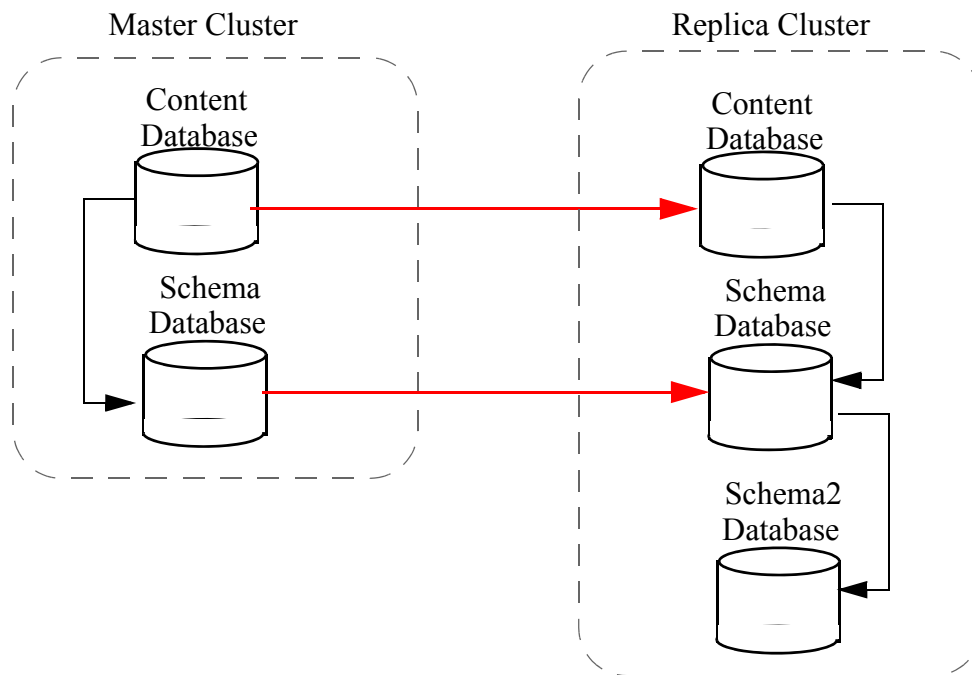 Master Cluster
Replica Cluster
Content
Database
Content
Database
Schema
Database
Schema
Database
Schema2
Database